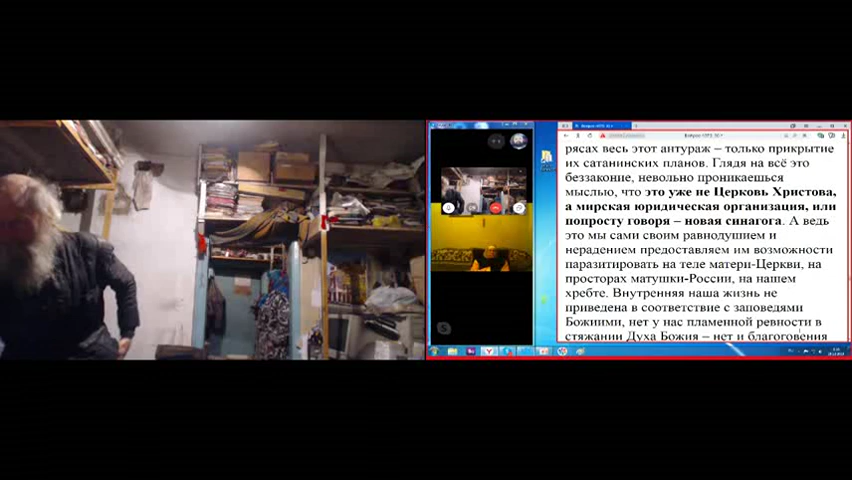 рясах весь этот антураж – только прикрытие
их сатанинских планов. Глядя на всё это
беззаконие, невольно проникаешься
мыслью, что это уже не Церковь Христова,
а мирская юридическая организация, или
попросту говоря – новая синагога. А ведь
это мы сами своим равнодушием и
нерадением предоставляем им возможности
паразитировать на теле матери-Церкви, на
просторах матушки-России, на нашем
хребте. Внутренняя наша жизнь не
приведена в соответствие с заповедями
Божиими, нет у нас пламенной ревности в
стяжании Духа Божия – нет и благоговения